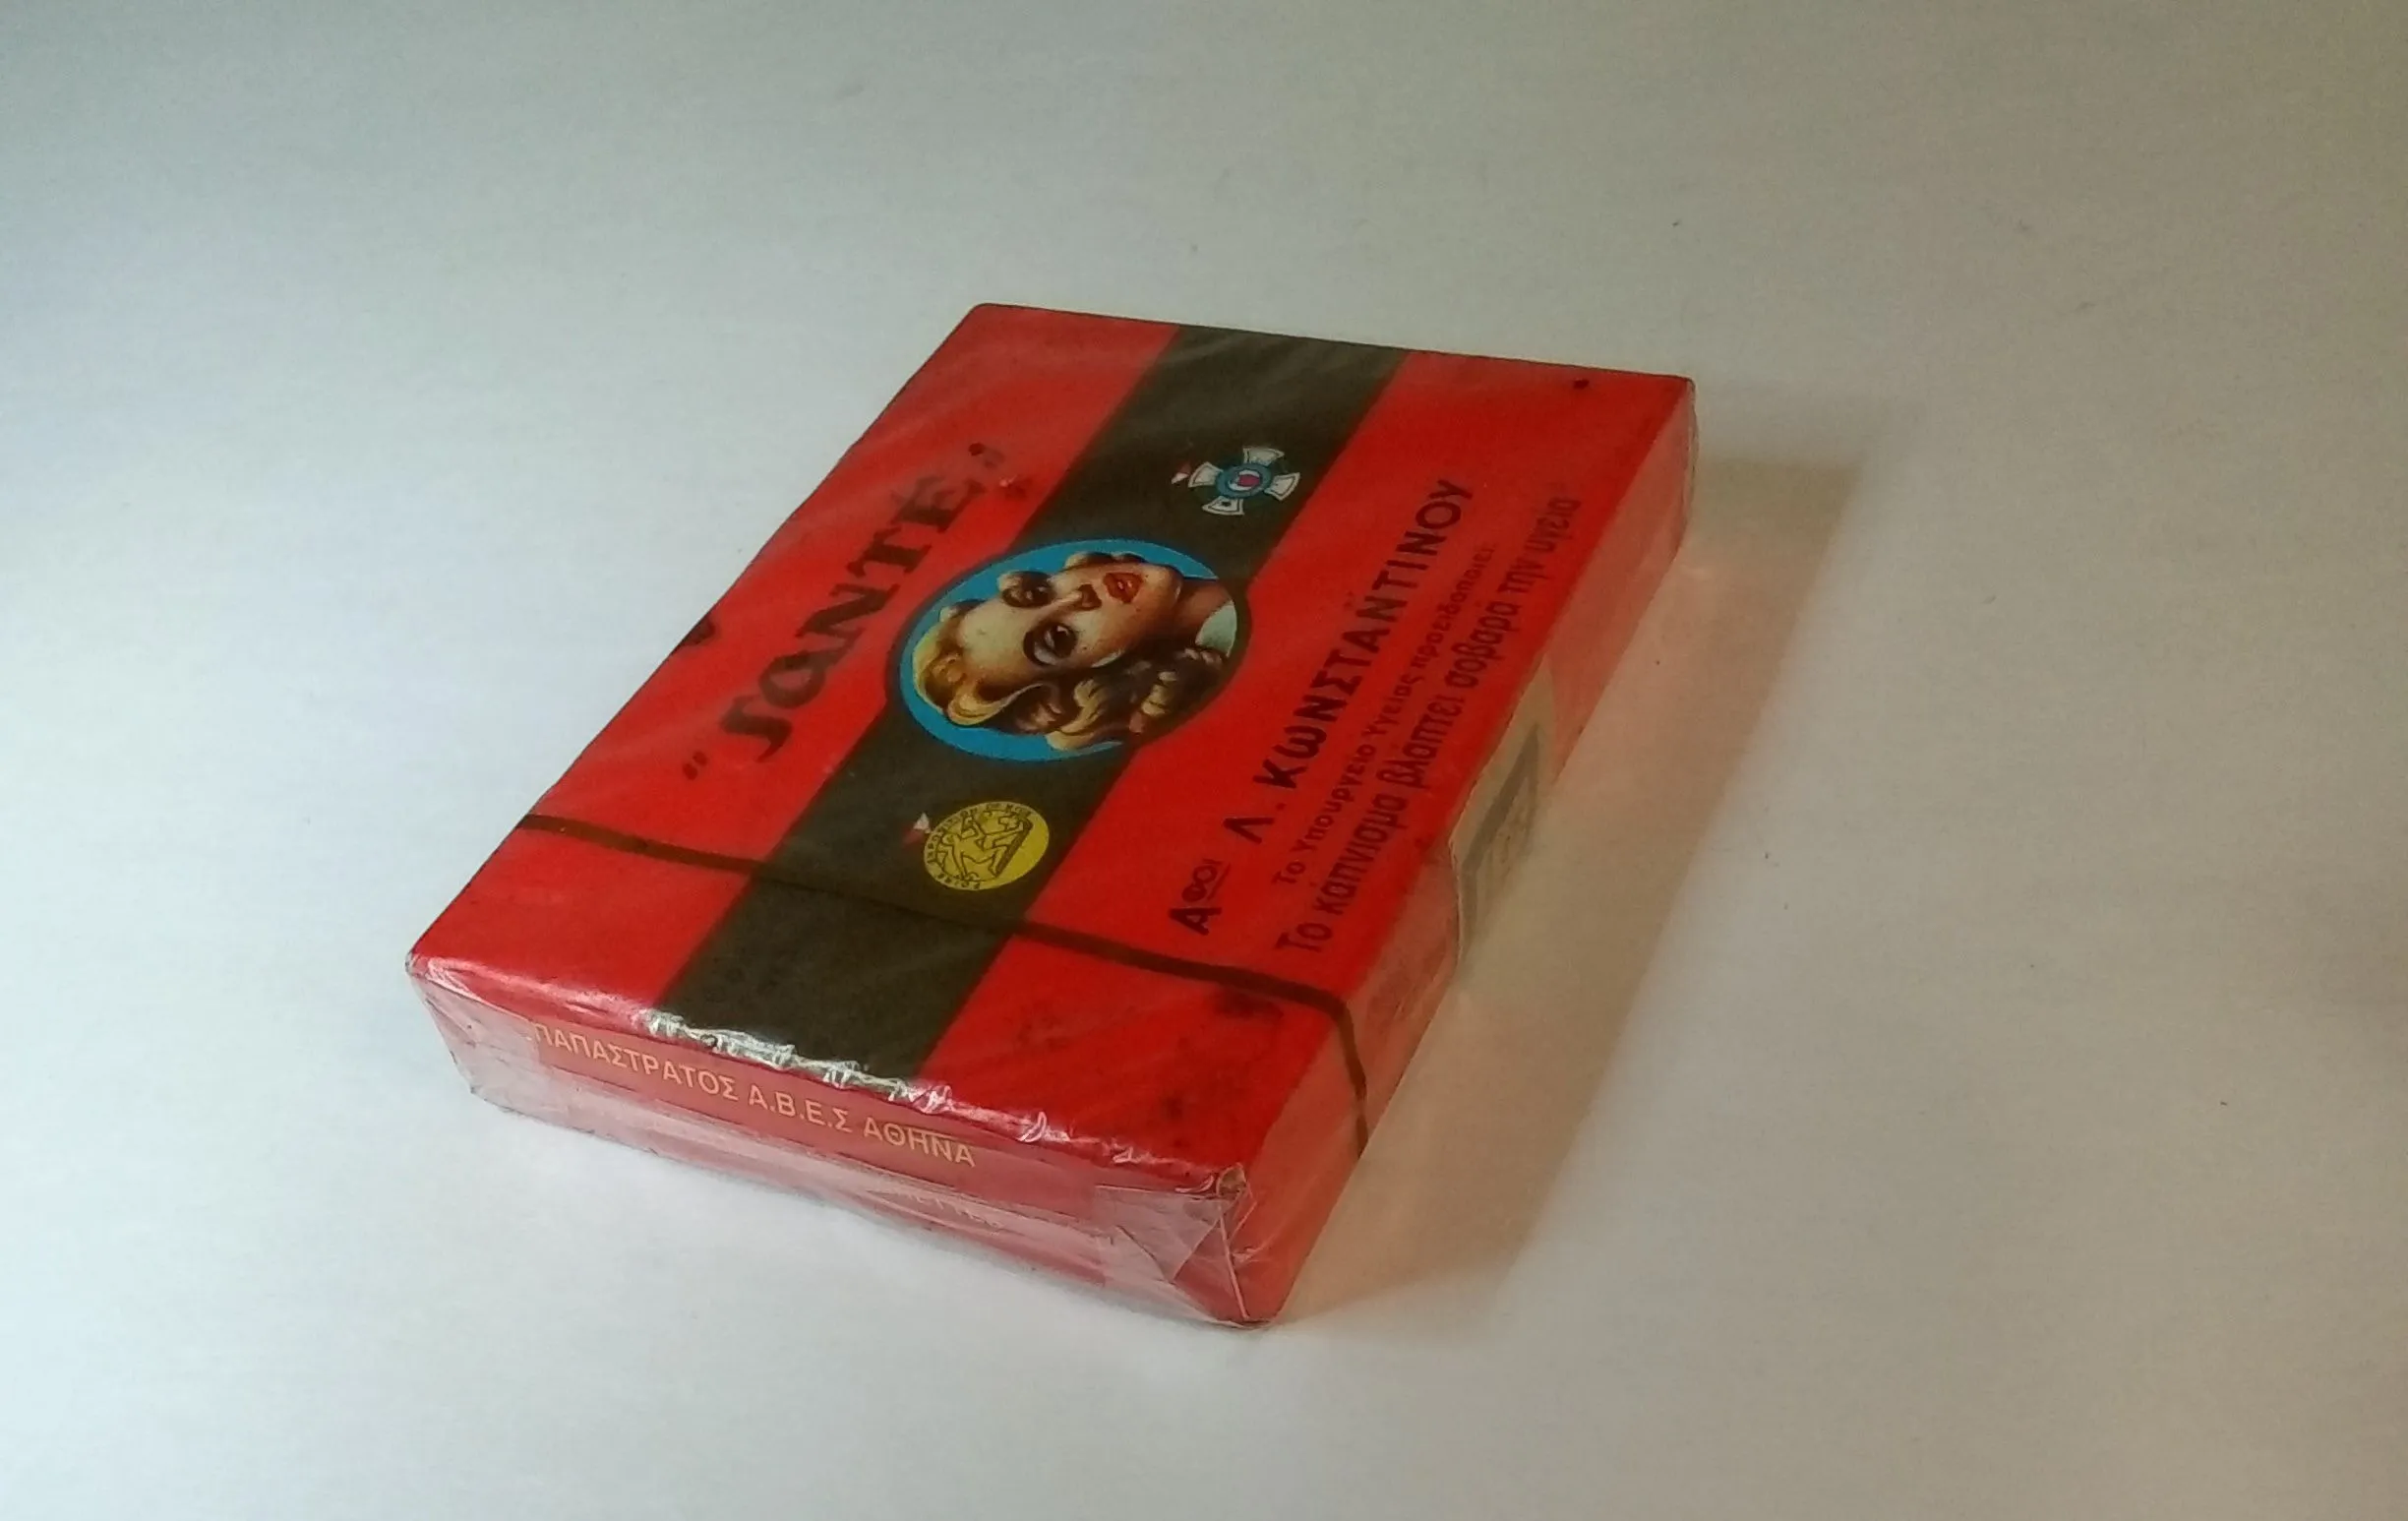 "SANTÉ"
ΑΦΟΙ Λ. ΚΩΝΣΤΑΝΤΙΝΟΥ
Το Υπουργείο Υγείας προειδοποιεί:
Το κάπνισμα βλάπτει σοβαρά την υγεία"
ΠΑΠΑΣΤΡΑΤΟΣ Α.Β.Ε.Σ ΑΘΗΝΑ